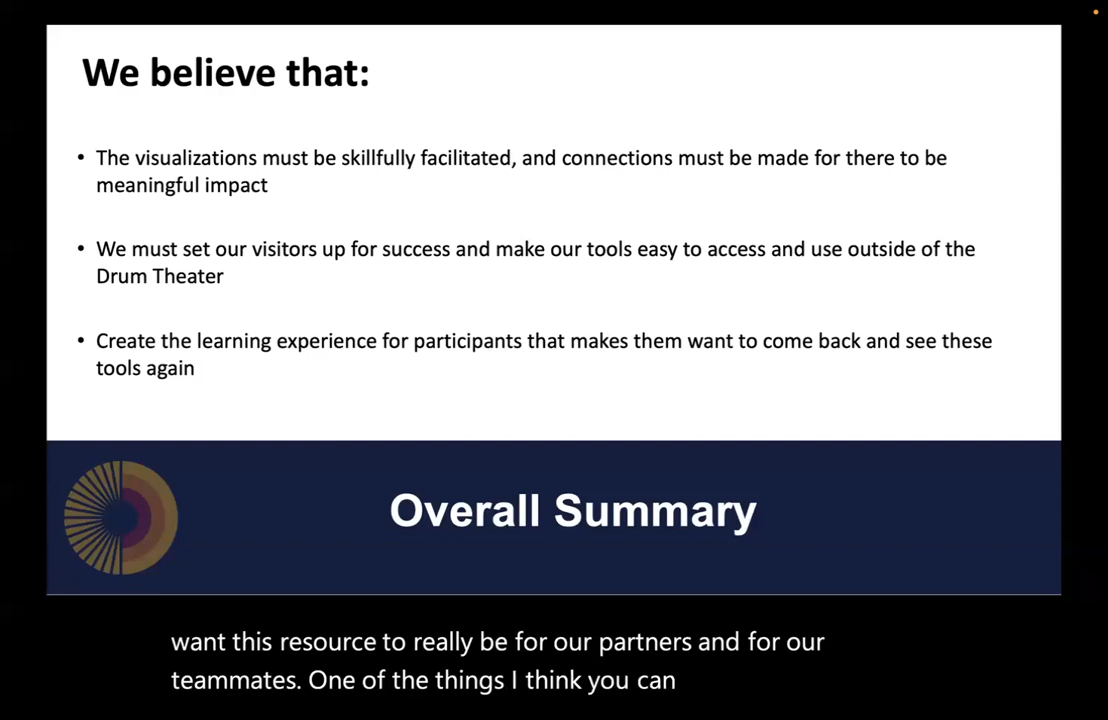 We believe that:
• The visualizations must be skillfully facilitated, and connections must be made for there to be
meaningful impact
• We must set our visitors up for success and make our tools easy to access and use outside of the
Drum Theater
• Create the learning experience for participants that makes them want to come back and see these
tools again
Overall Summary
want this resource to really be for our partners and for our
teammates. One of the things I think you can